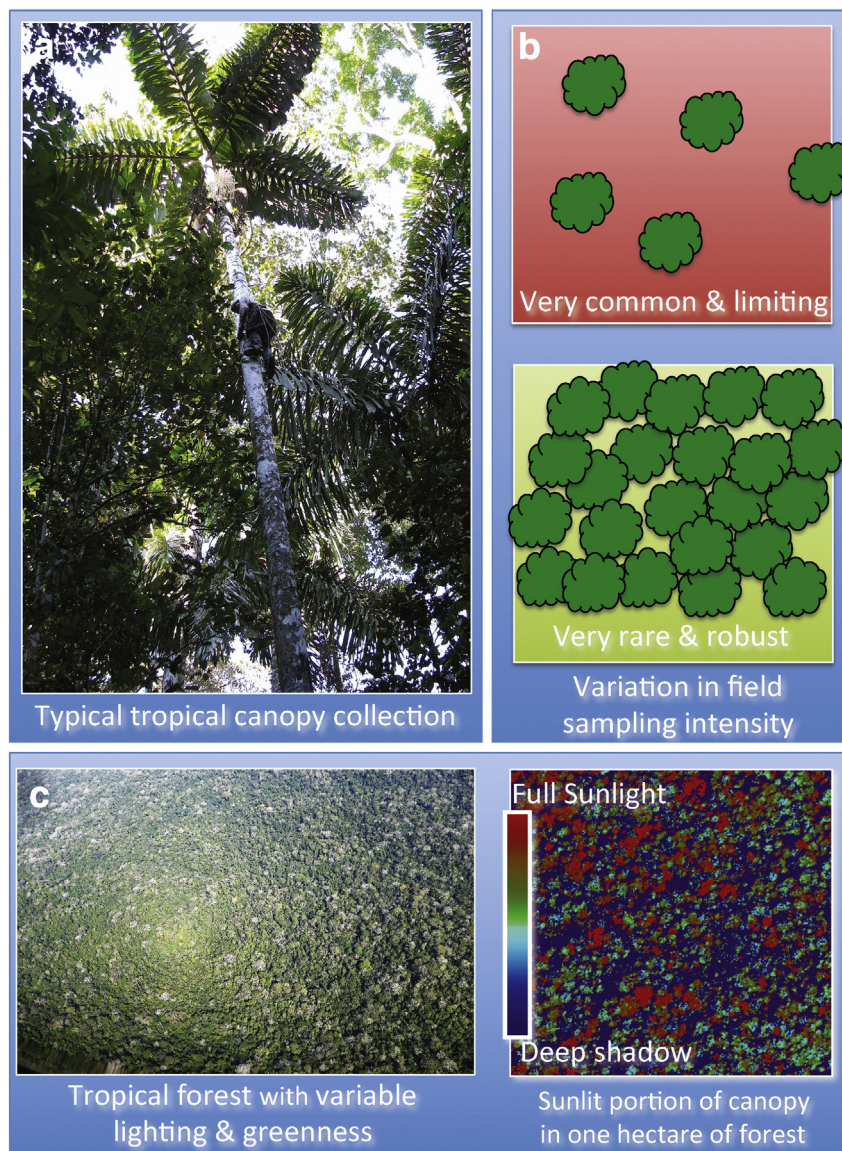 a
Typical tropical canopy collection
b
Very common & limiting
Very rare & robust
Variation in field
sampling intensity
c
Tropical forest with variable
lighting & greenness
Full Sunlight
Deep shadow
Sunlit portion of canopy
in one hectare of forest